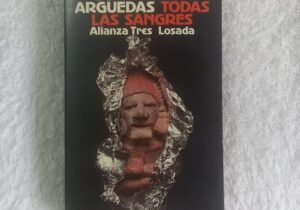 ARGUEDAS TODAS
LAS SANGRES
Alianza Tres Losada